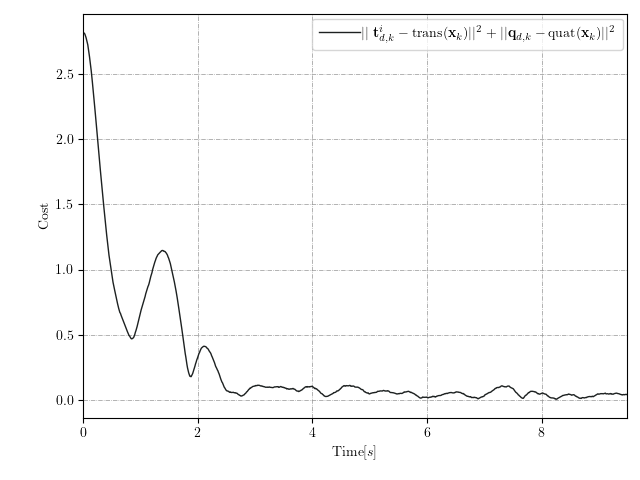 || t^i_{d,k} − trans(x_k)||² + ||q_{d,k} − quat(x_k)||²
2.5
2.0
1.5
1.0
0.5
0.0
Cost
0 2 4 6 8
Time[s]